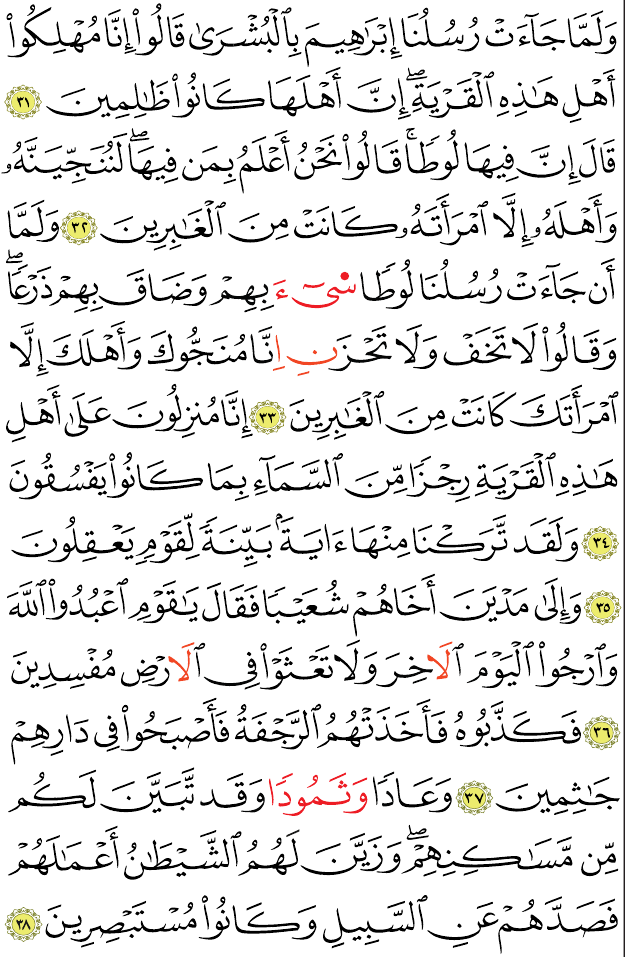 وَلَمَّا جَآءَتْ رُسُلُنَا إِبْرَٰهِيمَ بِالْبُشْرَىٰ قَالُوٓا۟ إِنَّا مُهْلِكُوٓا۟
أَهْلِ هَٰذِهِ ٱلْقَرْيَةِ ۖ إِنَّ أَهْلَهَا كَانُوا۟ ظَٰلِمِينَ ٣١
قَالَ إِنَّ فِيهَا لُوطًا ۚ قَالُوا۟ نَحْنُ أَعْلَمُ بِمَن فِيهَا ۖ لَنُنَجِّيَنَّهُۥ
وَأَهْلَهُۥٓ إِلَّا ٱمْرَأَتَهُۥ كَانَتْ مِنَ ٱلْغَٰبِرِينَ ٣٢ وَلَمَّآ
أَن جَآءَتْ رُسُلُنَا لُوطًا سِىٓءَ بِهِمْ وَضَاقَ بِهِمْ ذَرْعًا ۖ
وَقَالُوا۟ لَا تَخَفْ وَلَا تَحْزَنِ اِنَّا مُنَجُّوكَ وَأَهْلَكَ إِلَّا
ٱمْرَأَتَكَ كَانَتْ مِنَ ٱلْغَٰبِرِينَ ٣٣ إِنَّا مُنزِلُونَ عَلَىٰٓ أَهْلِ
هَٰذِهِ ٱلْقَرْيَةِ رِجْزًا مِّنَ ٱلسَّمَآءِ بِمَا كَانُوا۟ يَفْسُقُونَ
٣٤ وَلَقَد تَّرَكْنَا مِنْهَآ ءَايَةًۢ بَيِّنَةً لِّقَوْمٍ يَعْقِلُونَ
٣٥ وَإِلَىٰ مَدْيَنَ أَخَاهُمْ شُعَيْبًا فَقَالَ يَٰقَوْمِ ٱعْبُدُوا۟ ٱللَّهَ
وَٱرْجُوا۟ ٱلْيَوْمَ ٱلَاخِرَ وَلَا تَعْثَوْا۟ فِى ٱلَارْضِ مُفْسِدِينَ
٣٦ فَكَذَّبُوهُ فَأَخَذَتْهُمُ ٱلرَّجْفَةُ فَأَصْبَحُوا۟ فِى دَارِهِمْ
جَٰثِمِينَ ٣٧ وَعَادًا وَثَمُودًا وَقَد تَّبَيَّنَ لَكُم
مِّن مَّسَٰكِنِهِمْ ۖ وَزَيَّنَ لَهُمُ ٱلشَّيْطَٰنُ أَعْمَٰلَهُمْ
فَصَدَّهُمْ عَنِ ٱلسَّبِيلِ وَكَانُوا۟ مُسْتَبْصِرِينَ ٣٨